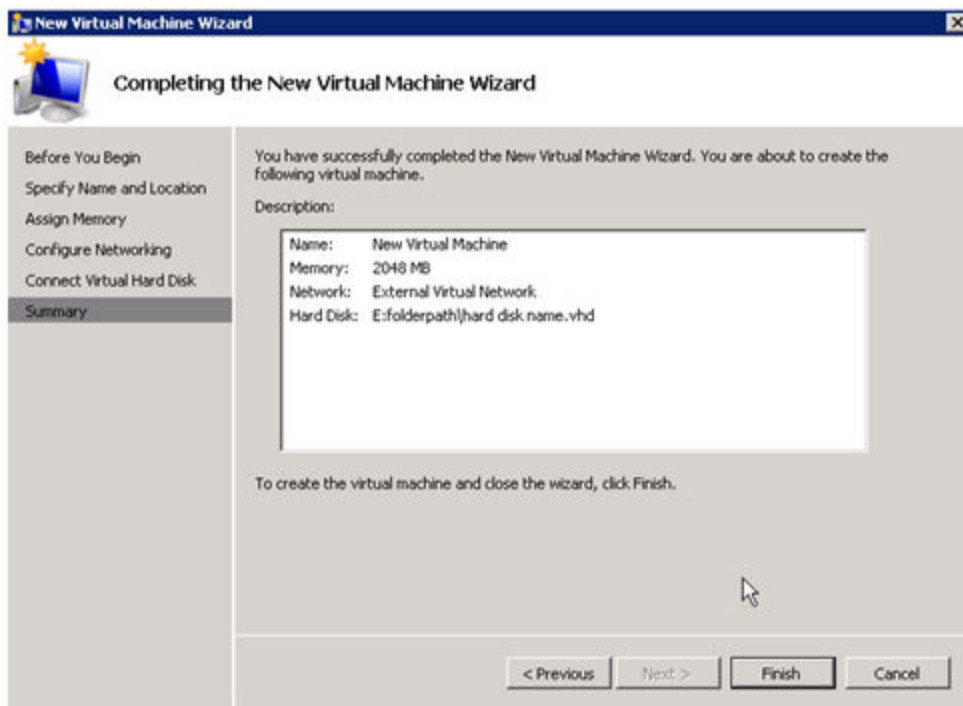 New Virtual Machine Wizard
Completing the New Virtual Machine Wizard
Before You Begin
Specify Name and Location
Assign Memory
Configure Networking
Connect Virtual Hard Disk
Summary
You have successfully completed the New Virtual Machine Wizard. You are about to create the
following virtual machine.
Description:
Name: New Virtual Machine
Memory: 2048 MB
Network: External Virtual Network
Hard Disk: E:folderpath\hard disk name.vhd
To create the virtual machine and close the wizard, click Finish.
< Previous Next > Finish Cancel